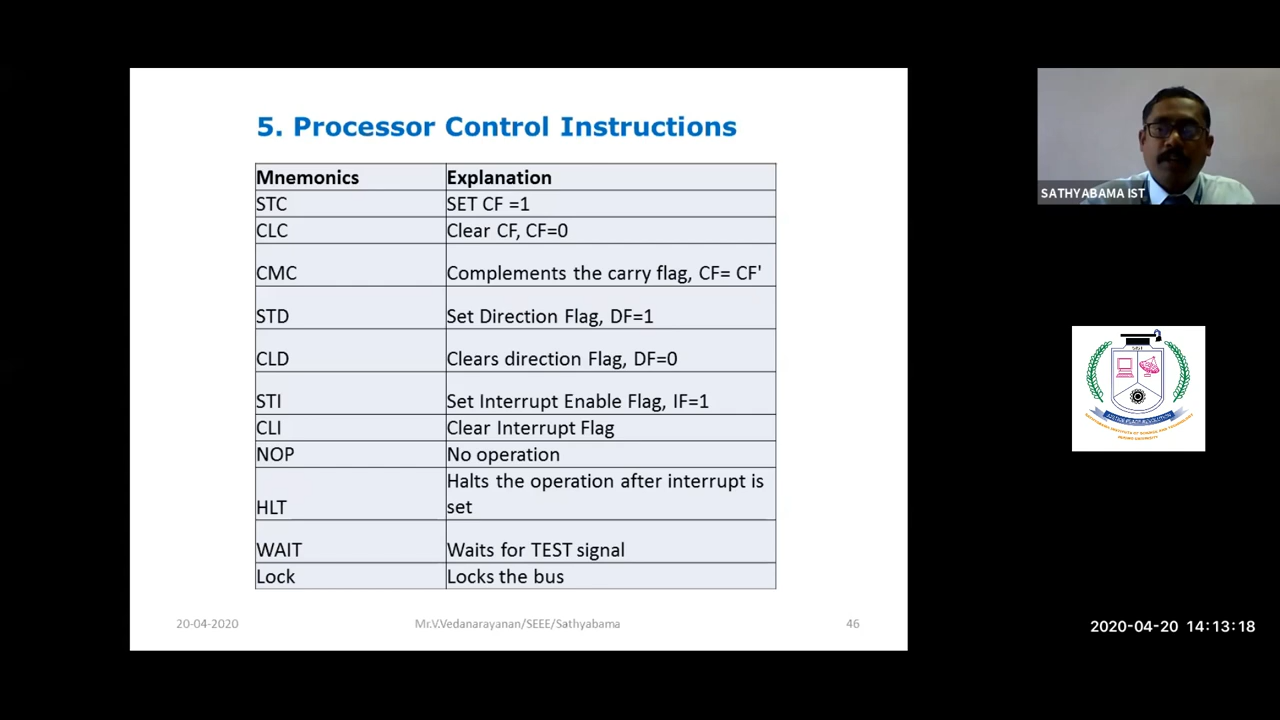 5. Processor Control Instructions
Mnemonics Explanation
STC SET CF =1
CLC Clear CF, CF=0
CMC Complements the carry flag, CF= CF'
STD Set Direction Flag, DF=1
CLD Clears direction Flag, DF=0
STI Set Interrupt Enable Flag, IF=1
CLI Clear Interrupt Flag
NOP No operation
HLT Halts the operation after interrupt is
set
WAIT Waits for TEST signal
Lock Locks the bus
20-04-2020 Mr.V.Vedanarayanan/SEEE/Sathyabama 46
SATHYABAMA IST
2020-04-20 14:13:18